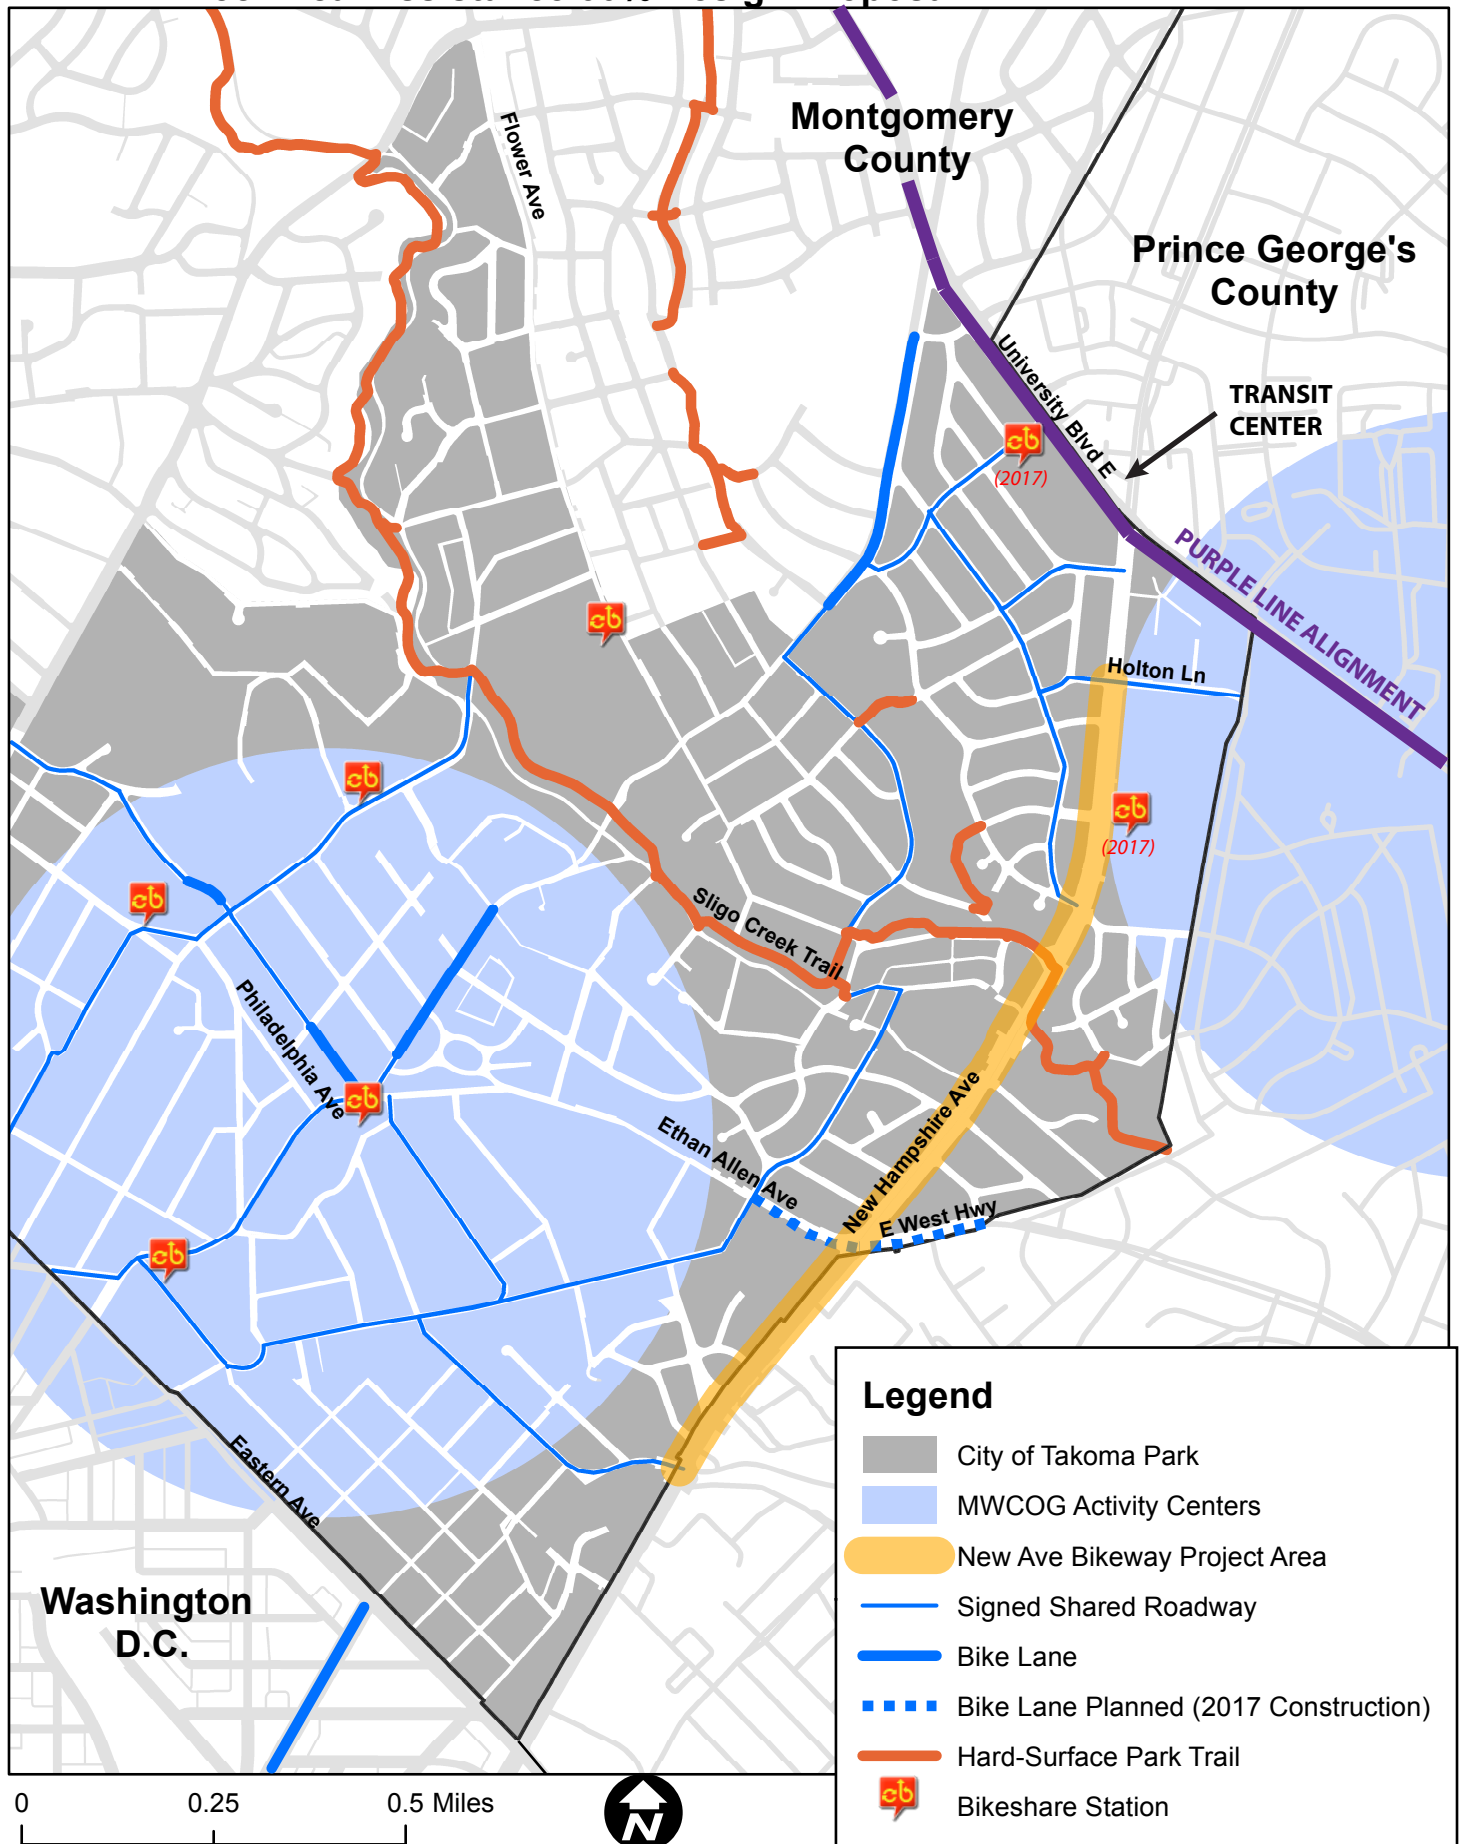 Montgomery
County
Flower Ave
Prince George's
County
University Blvd E
TRANSIT
CENTER
(2017)
PURPLE LINE ALIGNMENT
Holton Ln
(2017)
Sligo Creek Trail
Philadelphia Ave
Ethan Allen Ave
New Hampshire Ave
E West Hwy
Eastern Ave
Washington
D.C.
Legend
City of Takoma Park
MWCOG Activity Centers
New Ave Bikeway Project Area
Signed Shared Roadway
Bike Lane
Bike Lane Planned (2017 Construction)
Hard-Surface Park Trail
Bikeshare Station
0 0.25 0.5 Miles
N